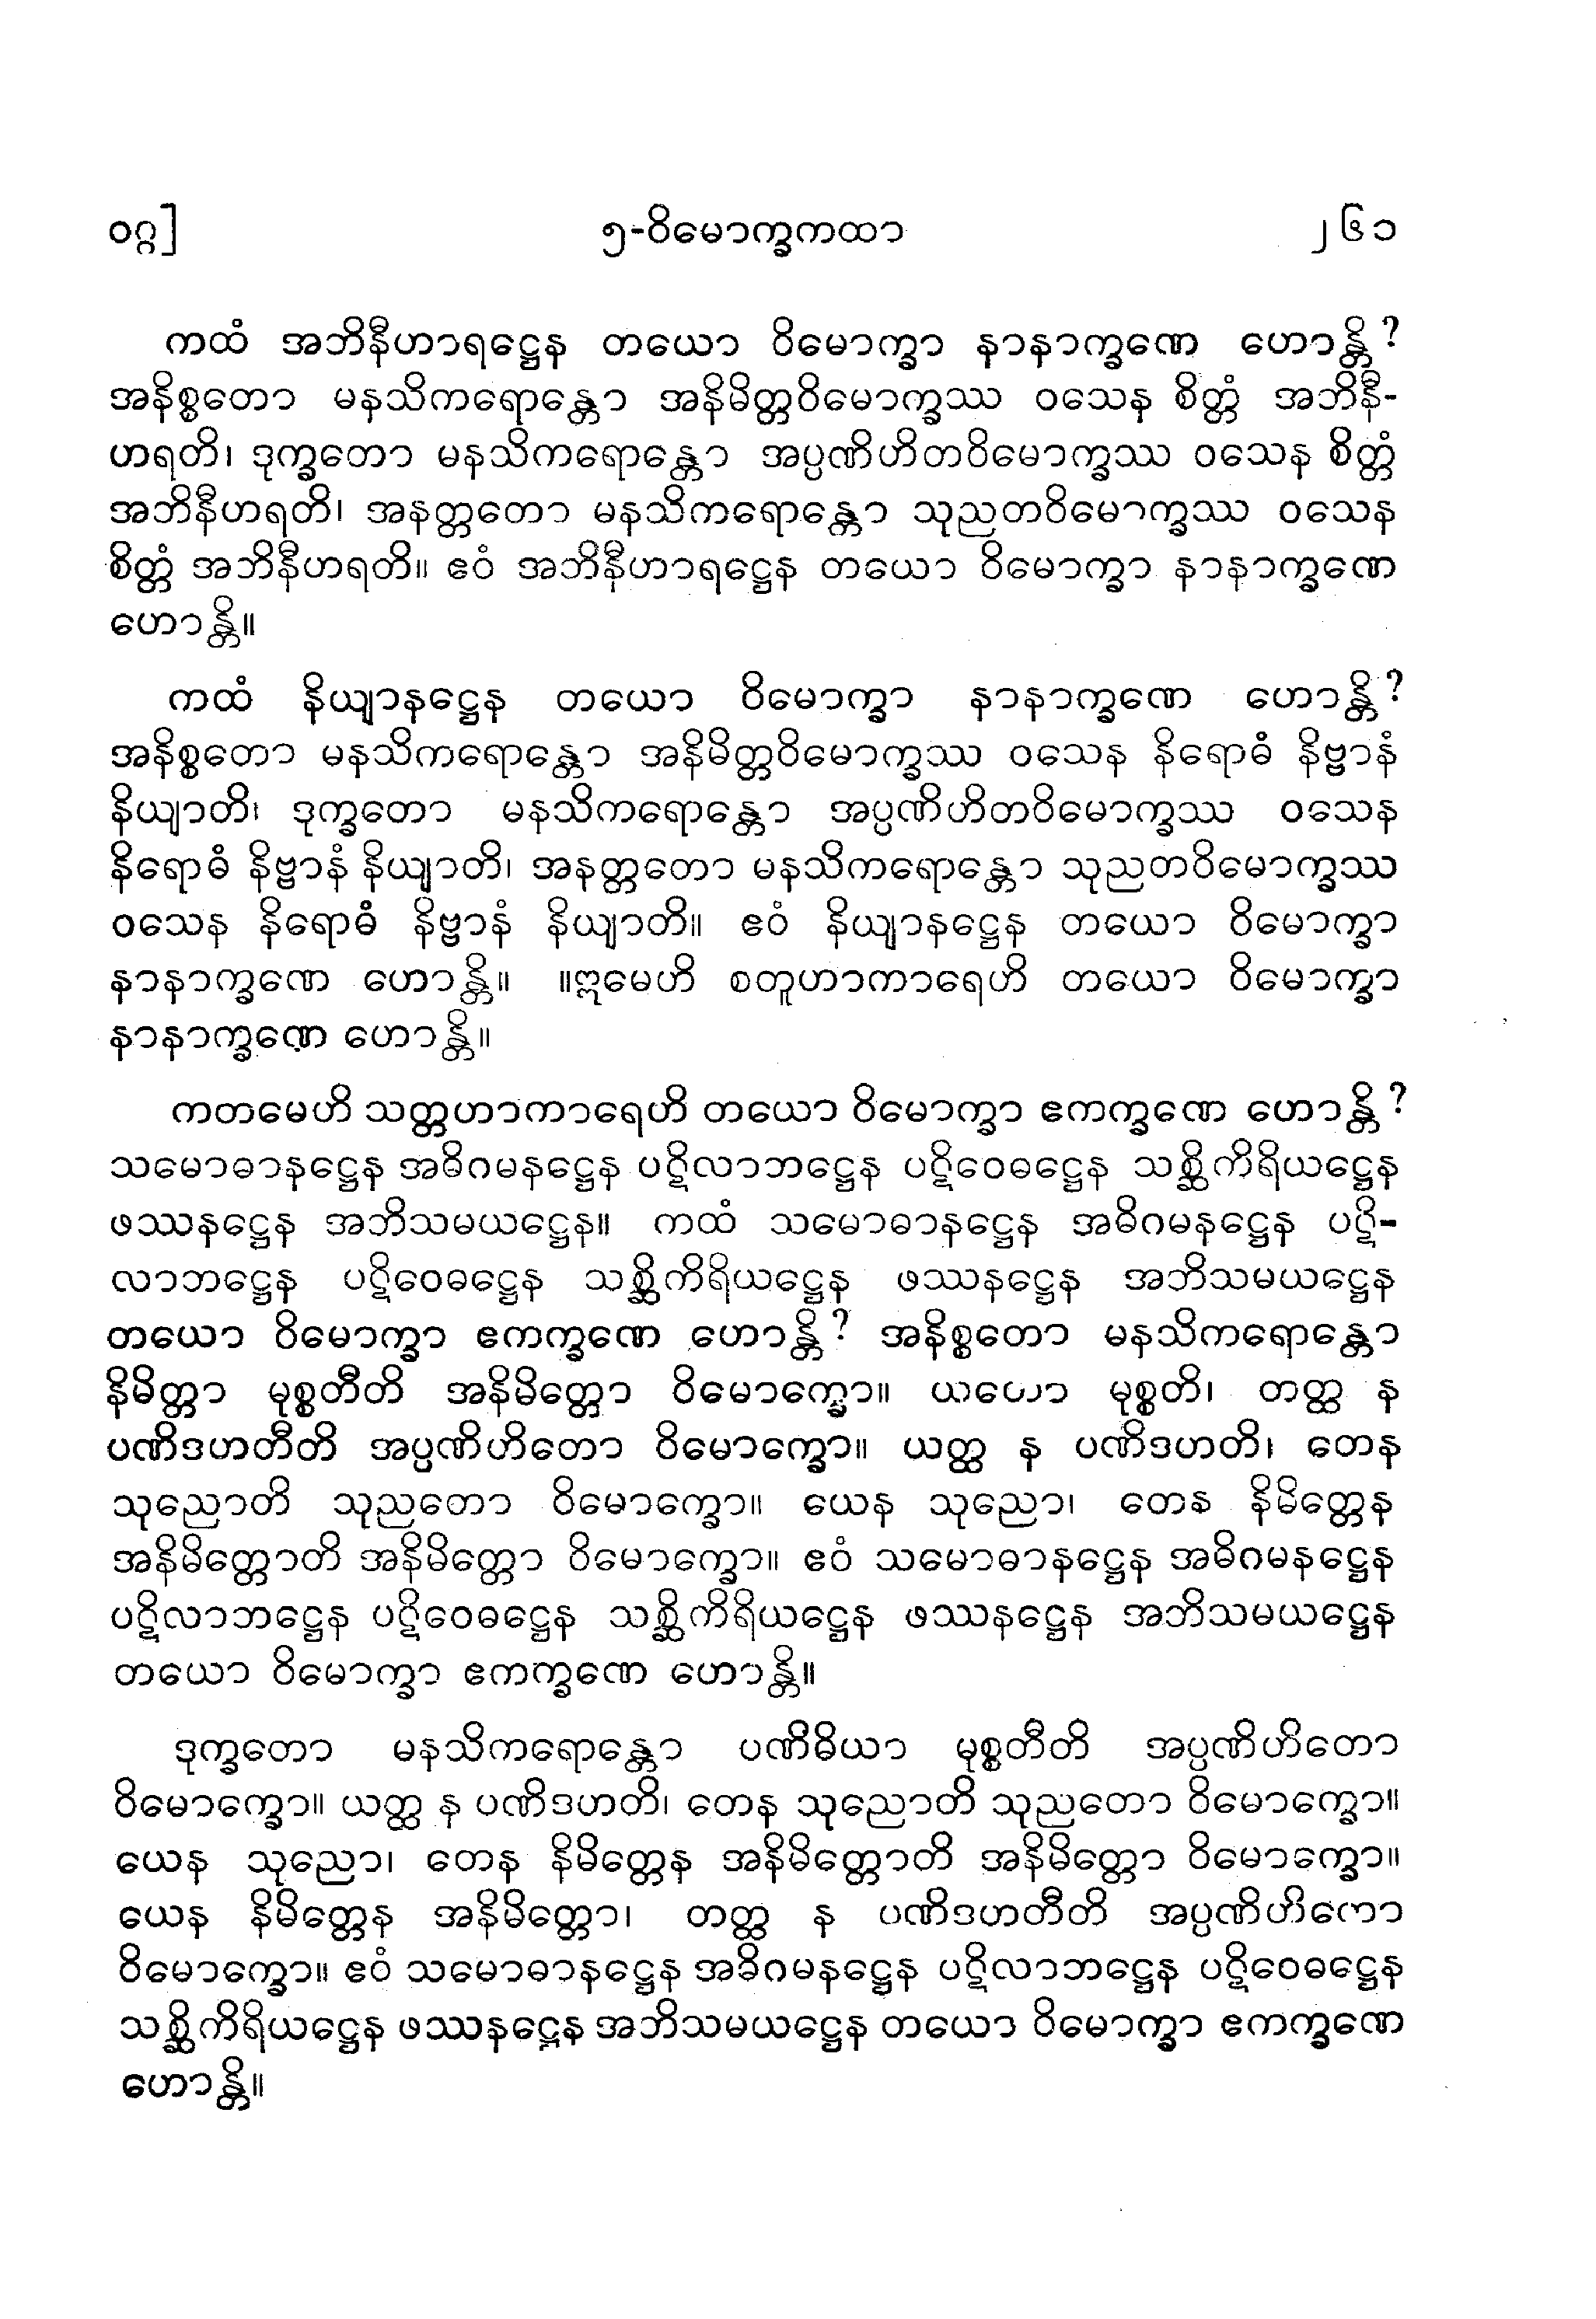 ဝဂ္ဂ] ၅-ဝိမောက္ခကထာ ၂၆၁
ကထံ အဘိနီဟာရဋ္ဌေန တယော ဝိမောက္ခာ နာနာက္ခဏေ ဟောန္တိ?
အနိစ္စတော မနသိကရောန္တော အနိမိတ္တဝိမောက္ခဿ ဝသေန စိတ္တံ အဘိနီ-
ဟရတိ၊ ဒုက္ခတော မနသိကရောန္တော အပ္ပဏိဟိတဝိမောက္ခဿ ဝသေန စိတ္တံ
အဘိနီဟရတိ၊ အနတ္တတော မနသိကရောန္တော သုညတဝိမောက္ခဿ ဝသေန
စိတ္တံ အဘိနီဟရတိ။ ဧဝံ အဘိနီဟာရဋ္ဌေန တယော ဝိမောက္ခာ နာနာက္ခဏေ
ဟောန္တိ။
ကထံ နိယျာနဋ္ဌေန တယော ဝိမောက္ခာ နာနာက္ခဏေ ဟောန္တိ?
အနိစ္စတော မနသိကရောန္တော အနိမိတ္တဝိမောက္ခဿ ဝသေန နိရောဓံ နိဗ္ဗာနံ
နိယျာတိ၊ ဒုက္ခတော မနသိကရောန္တော အပ္ပဏိဟိတဝိမောက္ခဿ ဝသေန
နိရောဓံ နိဗ္ဗာနံ နိယျာတိ၊ အနတ္တတော မနသိကရောန္တော သုညတဝိမောက္ခဿ
ဝသေန နိရောဓံ နိဗ္ဗာနံ နိယျာတိ။ ဧဝံ နိယျာနဋ္ဌေန တယော ဝိမောက္ခာ
နာနာက္ခဏေ ဟောန္တိ။ ။ဣမေဟိ စတူဟာကာရေဟိ တယော ဝိမောက္ခာ
နာနာက္ခဏေ ဟောန္တိ။
ကတမေဟိ သတ္တဟာကာရေဟိ တယော ဝိမောက္ခာ ဧကက္ခဏေ ဟောန္တိ?
သမောဓာနဋ္ဌေန အဓိဂမနဋ္ဌေန ပဋိလာဘဋ္ဌေန ပဋိဝေဓဋ္ဌေန သစ္ဆိကိရိယဋ္ဌေန
ဖဿနဋ္ဌေန အဘိသမယဋ္ဌေန။ ကထံ သမောဓာနဋ္ဌေန အဓိဂမနဋ္ဌေန ပဋိ-
လာဘဋ္ဌေန ပဋိဝေဓဋ္ဌေန သစ္ဆိကိရိယဋ္ဌေန ဖဿနဋ္ဌေန အဘိသမယဋ္ဌေန
တယော ဝိမောက္ခာ ဧကက္ခဏေ ဟောန္တိ? အနိစ္စတော မနသိကရောန္တော
နိမိတ္တာ မုစ္စတီတိ အနိမိတ္တော ဝိမောက္ခော။ ယတော မုစ္စတိ၊ တတ္ထ န
ပဏိဒဟတီတိ အပ္ပဏိဟိတော ဝိမောက္ခော။ ယတ္ထ န ပဏိဒဟတိ၊ တေန
သုညောတိ သုညတော ဝိမောက္ခော။ ယေန သုညော၊ တေန နိမိတ္တေန
အနိမိတ္တောတိ အနိမိတ္တော ဝိမောက္ခော။ ဧဝံ သမောဓာနဋ္ဌေန အဓိဂမနဋ္ဌေန
ပဋိလာဘဋ္ဌေန ပဋိဝေဓဋ္ဌေန သစ္ဆိကိရိယဋ္ဌေန ဖဿနဋ္ဌေန အဘိသမယဋ္ဌေန
တယော ဝိမောက္ခာ ဧကက္ခဏေ ဟောန္တိ။
ဒုက္ခတော မနသိကရောန္တော ပဏိဓိယာ မုစ္စတီတိ အပ္ပဏိဟိတော
ဝိမောက္ခော။ ယတ္ထ န ပဏိဒဟတိ၊ တေန သုညောတိ သုညတော ဝိမောက္ခော။
ယေန သုညော၊ တေန နိမိတ္တေန အနိမိတ္တောတိ အနိမိတ္တော ဝိမောက္ခော။
ယေန နိမိတ္တေန အနိမိတ္တော၊ တတ္ထ န ပဏိဒဟတီတိ အပ္ပဏိဟိတော
ဝိမောက္ခော။ ဧဝံ သမောဓာနဋ္ဌေန အဓိဂမနဋ္ဌေန ပဋိလာဘဋ္ဌေန ပဋိဝေဓဋ္ဌေန
သစ္ဆိကိရိယဋ္ဌေန ဖဿနဋ္ဌေန အဘိသမယဋ္ဌေန တယော ဝိမောက္ခာ ဧကက္ခဏေ
ဟောန္တိ။